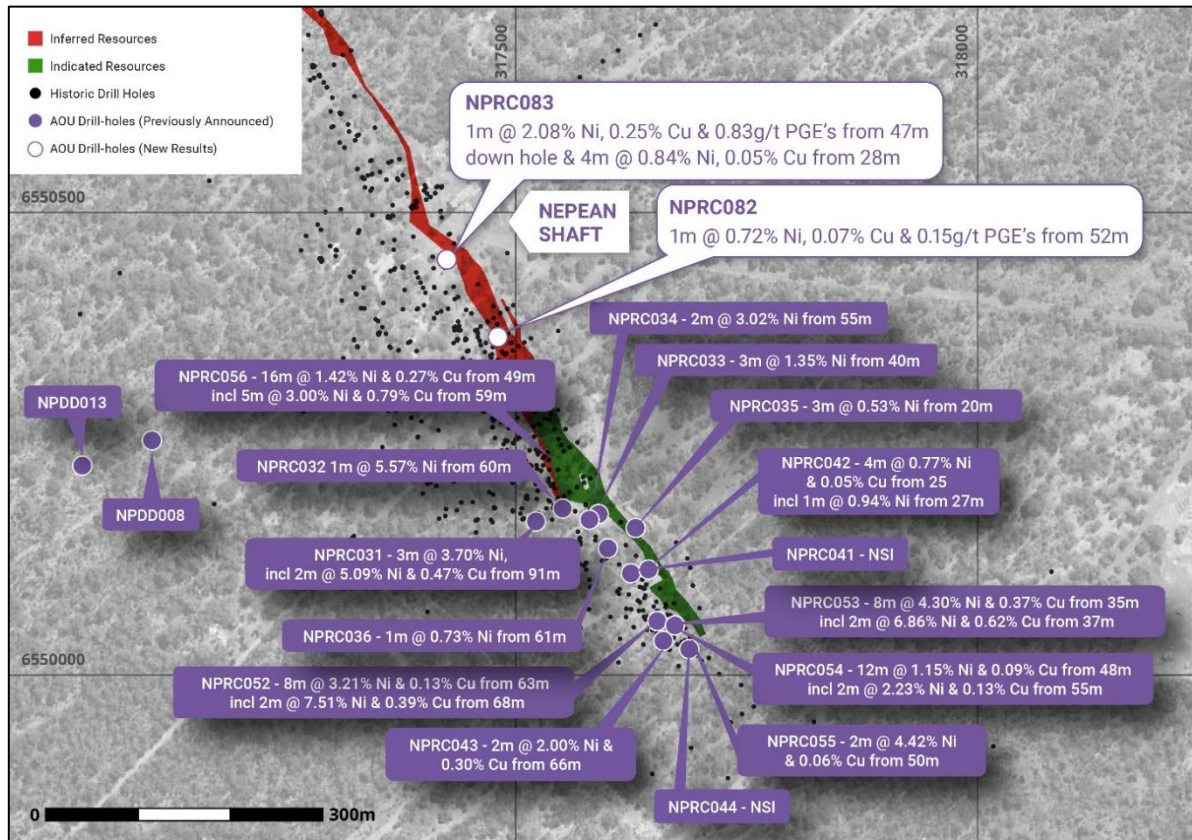 Inferred Resources
Indicated Resources
Historic Drill Holes
AOU Drill-holes (Previously Announced)
AOU Drill-holes (New Results)
317500
318000
NPRC083
1m @ 2.08% Ni, 0.25% Cu & 0.83g/t PGE's from 47m
down hole & 4m @ 0.84% Ni, 0.05% Cu from 28m
6550500
NEPEAN
SHAFT
NPRC082
1m @ 0.72% Ni, 0.07% Cu & 0.15g/t PGE's from 52m
NPRC034 - 2m @ 3.02% Ni from 55m
NPRC033 - 3m @ 1.35% Ni from 40m
NPRC056 - 16m @ 1.42% Ni & 0.27% Cu from 49m
incl 5m @ 3.00% Ni & 0.79% Cu from 59m
NPRC035 - 3m @ 0.53% Ni from 20m
NPDD013
NPRC032 1m @ 5.57% Ni from 60m
NPRC042 - 4m @ 0.77% Ni
& 0.05% Cu from 25
incl 1m @ 0.94% Ni from 27m
NPDD008
NPRC031 - 3m @ 3.70% Ni,
incl 2m @ 5.09% Ni & 0.47% Cu from 91m
NPRC041 - NSI
NPRC036 - 1m @ 0.73% Ni from 61m
NPRC053 - 8m @ 4.30% Ni & 0.37% Cu from 35m
incl 2m @ 6.86% Ni & 0.62% Cu from 37m
6550000
NPRC052 - 8m @ 3.21% Ni & 0.13% Cu from 63m
incl 2m @ 7.51% Ni & 0.39% Cu from 68m
NPRC054 - 12m @ 1.15% Ni & 0.09% Cu from 48m
incl 2m @ 2.23% Ni & 0.13% Cu from 55m
NPRC043 - 2m @ 2.00% Ni &
0.30% Cu from 66m
NPRC055 - 2m @ 4.42% Ni
& 0.06% Cu from 50m
NPRC044 - NSI
0 300m